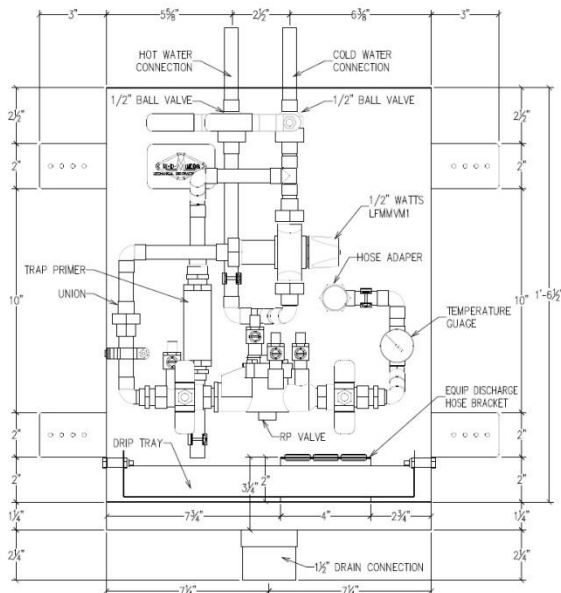 3"
5⅝"
2½"
6⅜"
3"
HOT WATER
CONNECTION
COLD WATER
CONNECTION
1/2" BALL VALVE
1/2" BALL VALVE
2½"
2½"
2"
2"
1/2" WATTS
LFMMVM1
HOSE ADAPER
TRAP PRIMER
UNION
10"
10"
1'-6½"
TEMPERATURE
GUAGE
EQUIP DISCHARGE
HOSE BRACKET
RP VALVE
2"
2"
DRIP TRAY
2"
3¼"
2"
2"
1¼"
7¾"
4"
2¾"
1¼"
2¼"
1½" DRAIN CONNECTION
2¼"
7¼"
7¼"